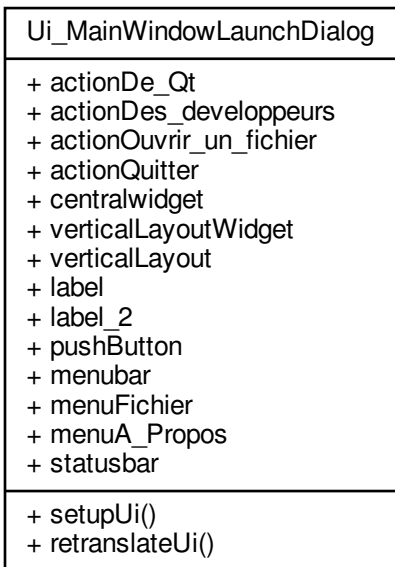 Ui_MainWindowLaunchDialog
+ actionDe_Qt
+ actionDes_developpeurs
+ actionOuvrir_un_fichier
+ actionQuitter
+ centralwidget
+ verticalLayoutWidget
+ verticalLayout
+ label
+ label_2
+ pushButton
+ menubar
+ menuFichier
+ menuA_Propos
+ statusbar
+ setupUi()
+ retranslateUi()